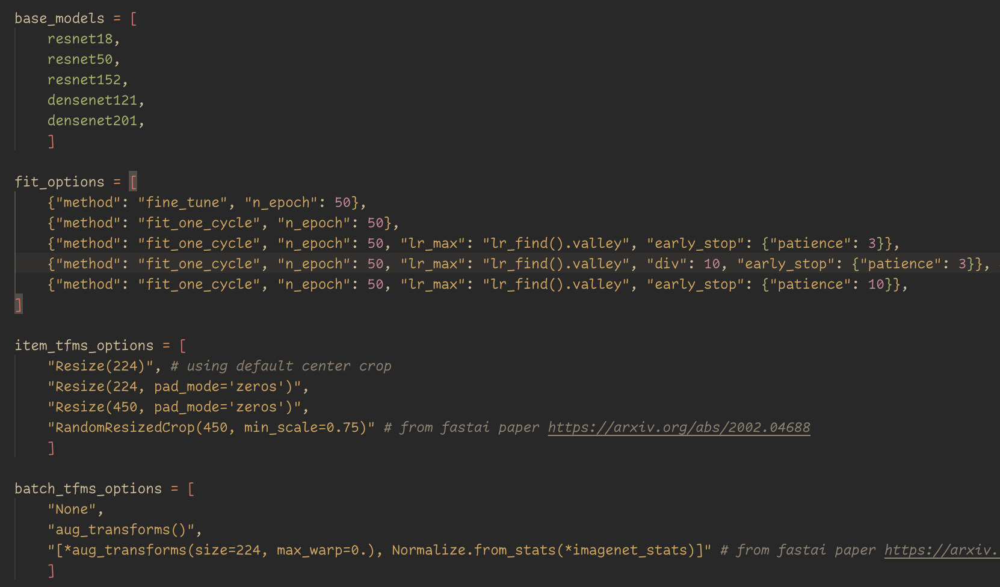 base_models = [
    resnet18,
    resnet50,
    resnet152,
    densenet121,
    densenet201,
    ]

fit_options = [
    {"method": "fine_tune", "n_epoch": 50},
    {"method": "fit_one_cycle", "n_epoch": 50},
    {"method": "fit_one_cycle", "n_epoch": 50, "lr_max": "lr_find().valley", "early_stop": {"patience": 3}},
    {"method": "fit_one_cycle", "n_epoch": 50, "lr_max": "lr_find().valley", "div": 10, "early_stop": {"patience": 3}},
    {"method": "fit_one_cycle", "n_epoch": 50, "lr_max": "lr_find().valley", "early_stop": {"patience": 10}},
]

item_tfms_options = [
    "Resize(224)", # using default center crop
    "Resize(224, pad_mode='zeros')",
    "Resize(450, pad_mode='zeros')",
    "RandomResizedCrop(450, min_scale=0.75)" # from fastai paper https://arxiv.org/abs/2002.04688
    ]

batch_tfms_options = [
    "None",
    "aug_transforms()",
    "[*aug_transforms(size=224, max_warp=0.), Normalize.from_stats(*imagenet_stats)]" # from fastai paper https://arxiv.
    ]